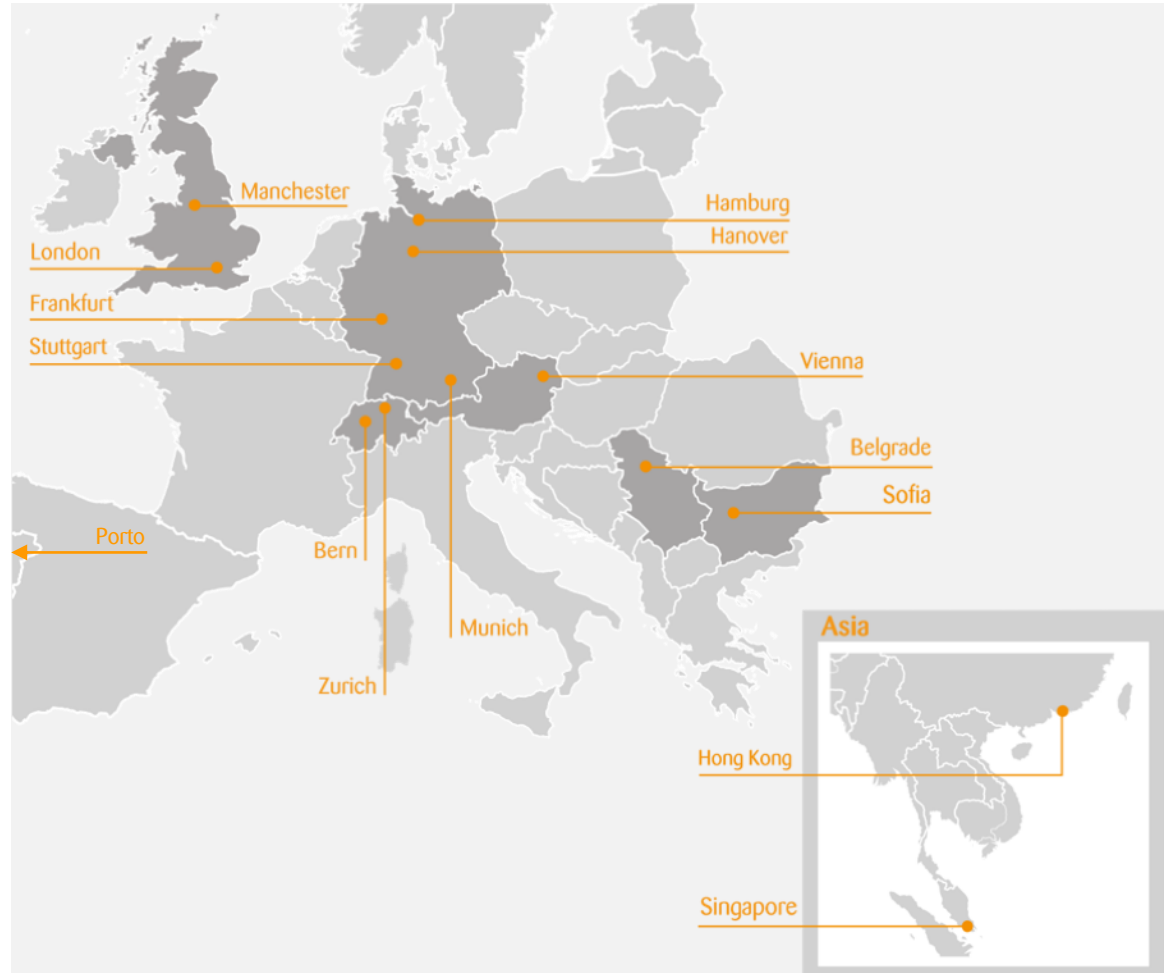 Manchester
Hamburg
Hanover
London
Frankfurt
Stuttgart
Vienna
Belgrade
Sofia
Porto
Bern
Munich
Zurich
Asia
Hong Kong
Singapore